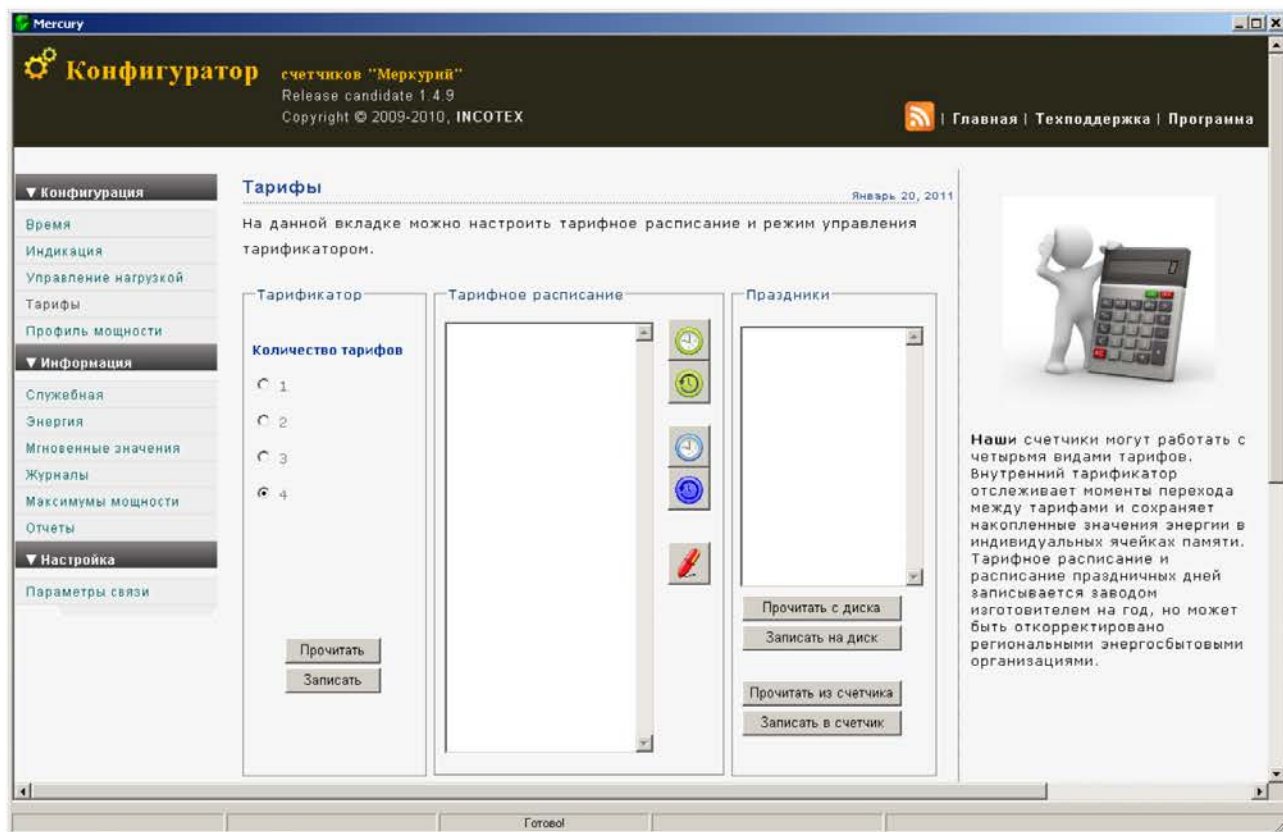 Mercury
Конфигуратор счетчиков "Меркурий"
Release candidate 1.4.9
Copyright © 2009-2010, INCOTEX
| Главная | Техподдержка | Программа
▼ Конфигурация
Время
Индикация
Управление нагрузкой
Тарифы
Профиль мощности
▼ Информация
Служебная
Энергия
Мгновенные значения
Журналы
Максимумы мощности
Отчеты
▼ Настройка
Параметры связи
Тарифы
Январь 20, 2011
На данной вкладке можно настроить тарифное расписание и режим управления
тарификатором.
Тарификатор
Количество тарифов
1
2
3
4
Прочитать
Записать
Тарифное расписание
Праздники
Прочитать с диска
Записать на диск
Прочитать из счетчика
Записать в счетчик
Наши счетчики могут работать с
четырьмя видами тарифов.
Внутренний тарификатор
отслеживает моменты перехода
между тарифами и сохраняет
накопленные значения энергии в
индивидуальных ячейках памяти.
Тарифное расписание и
расписание праздничных дней
записывается заводом
изготовителем на год, но может
быть откорректировано
региональными энергосбытовыми
организациями.
Готово!